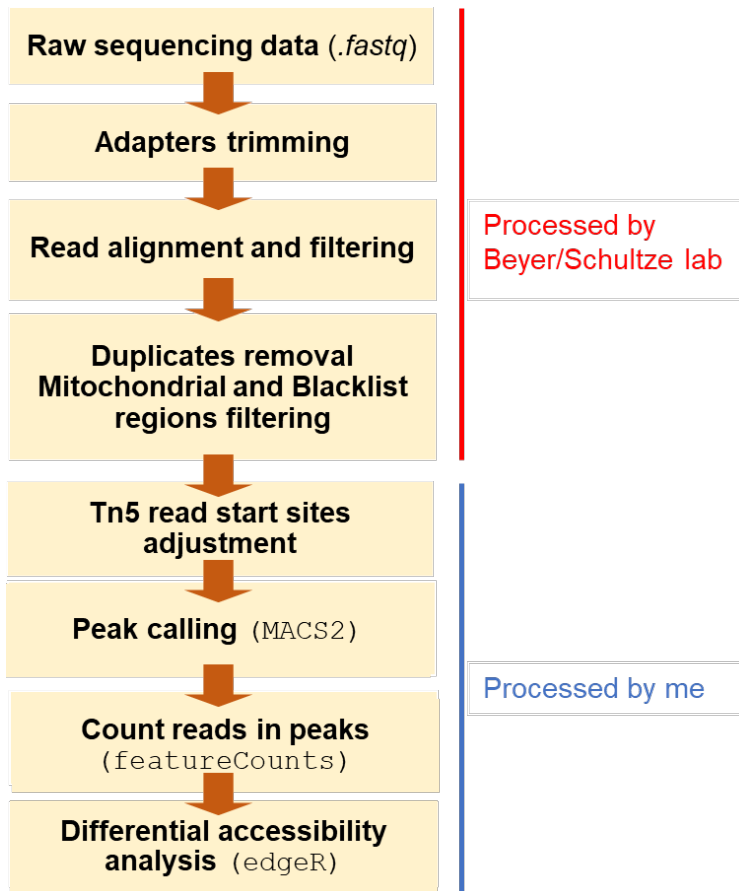 Raw sequencing data (.fastq)
Adapters trimming
Read alignment and filtering
Duplicates removal
Mitochondrial and Blacklist
regions filtering
Processed by
Beyer/Schultze lab
Tn5 read start sites
adjustment
Peak calling (MACS2)
Count reads in peaks
(featureCounts)
Differential accessibility
analysis (edgeR)
Processed by me